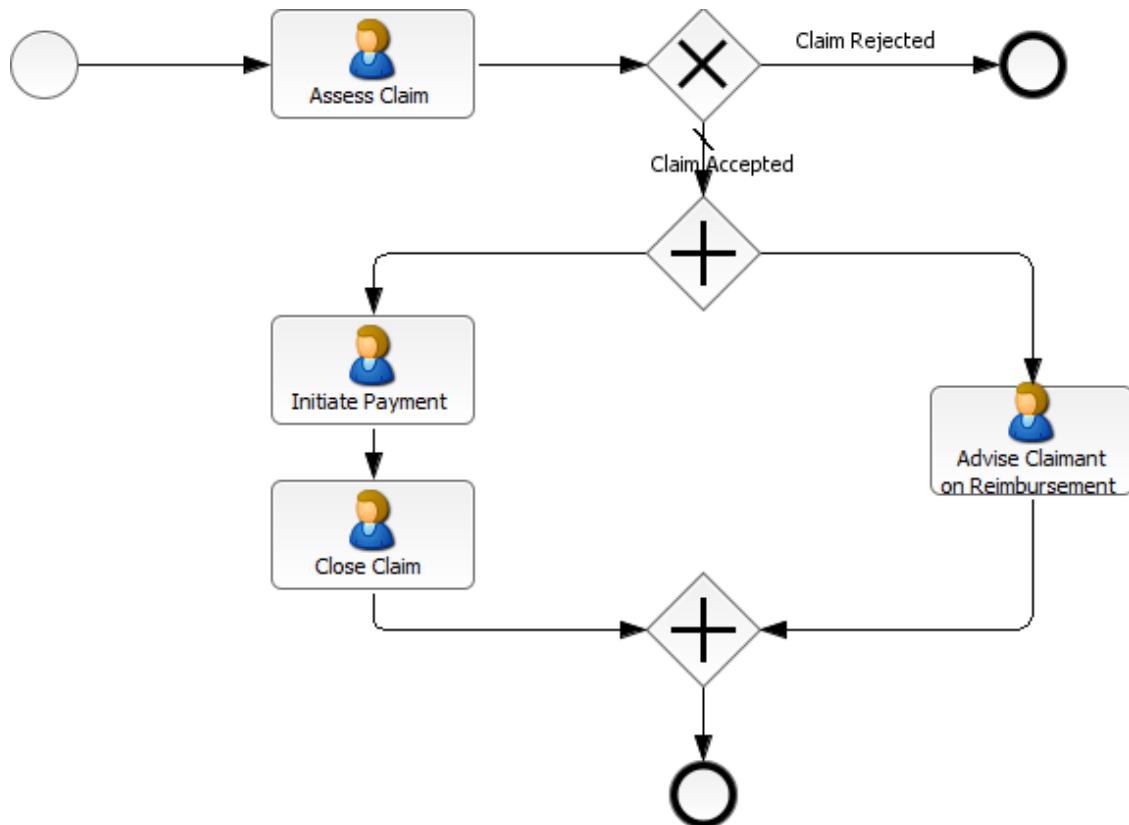 Claim Rejected
Assess Claim
Claim Accepted
Initiate Payment
Advise Claimant
on Reimbursement
Close Claim